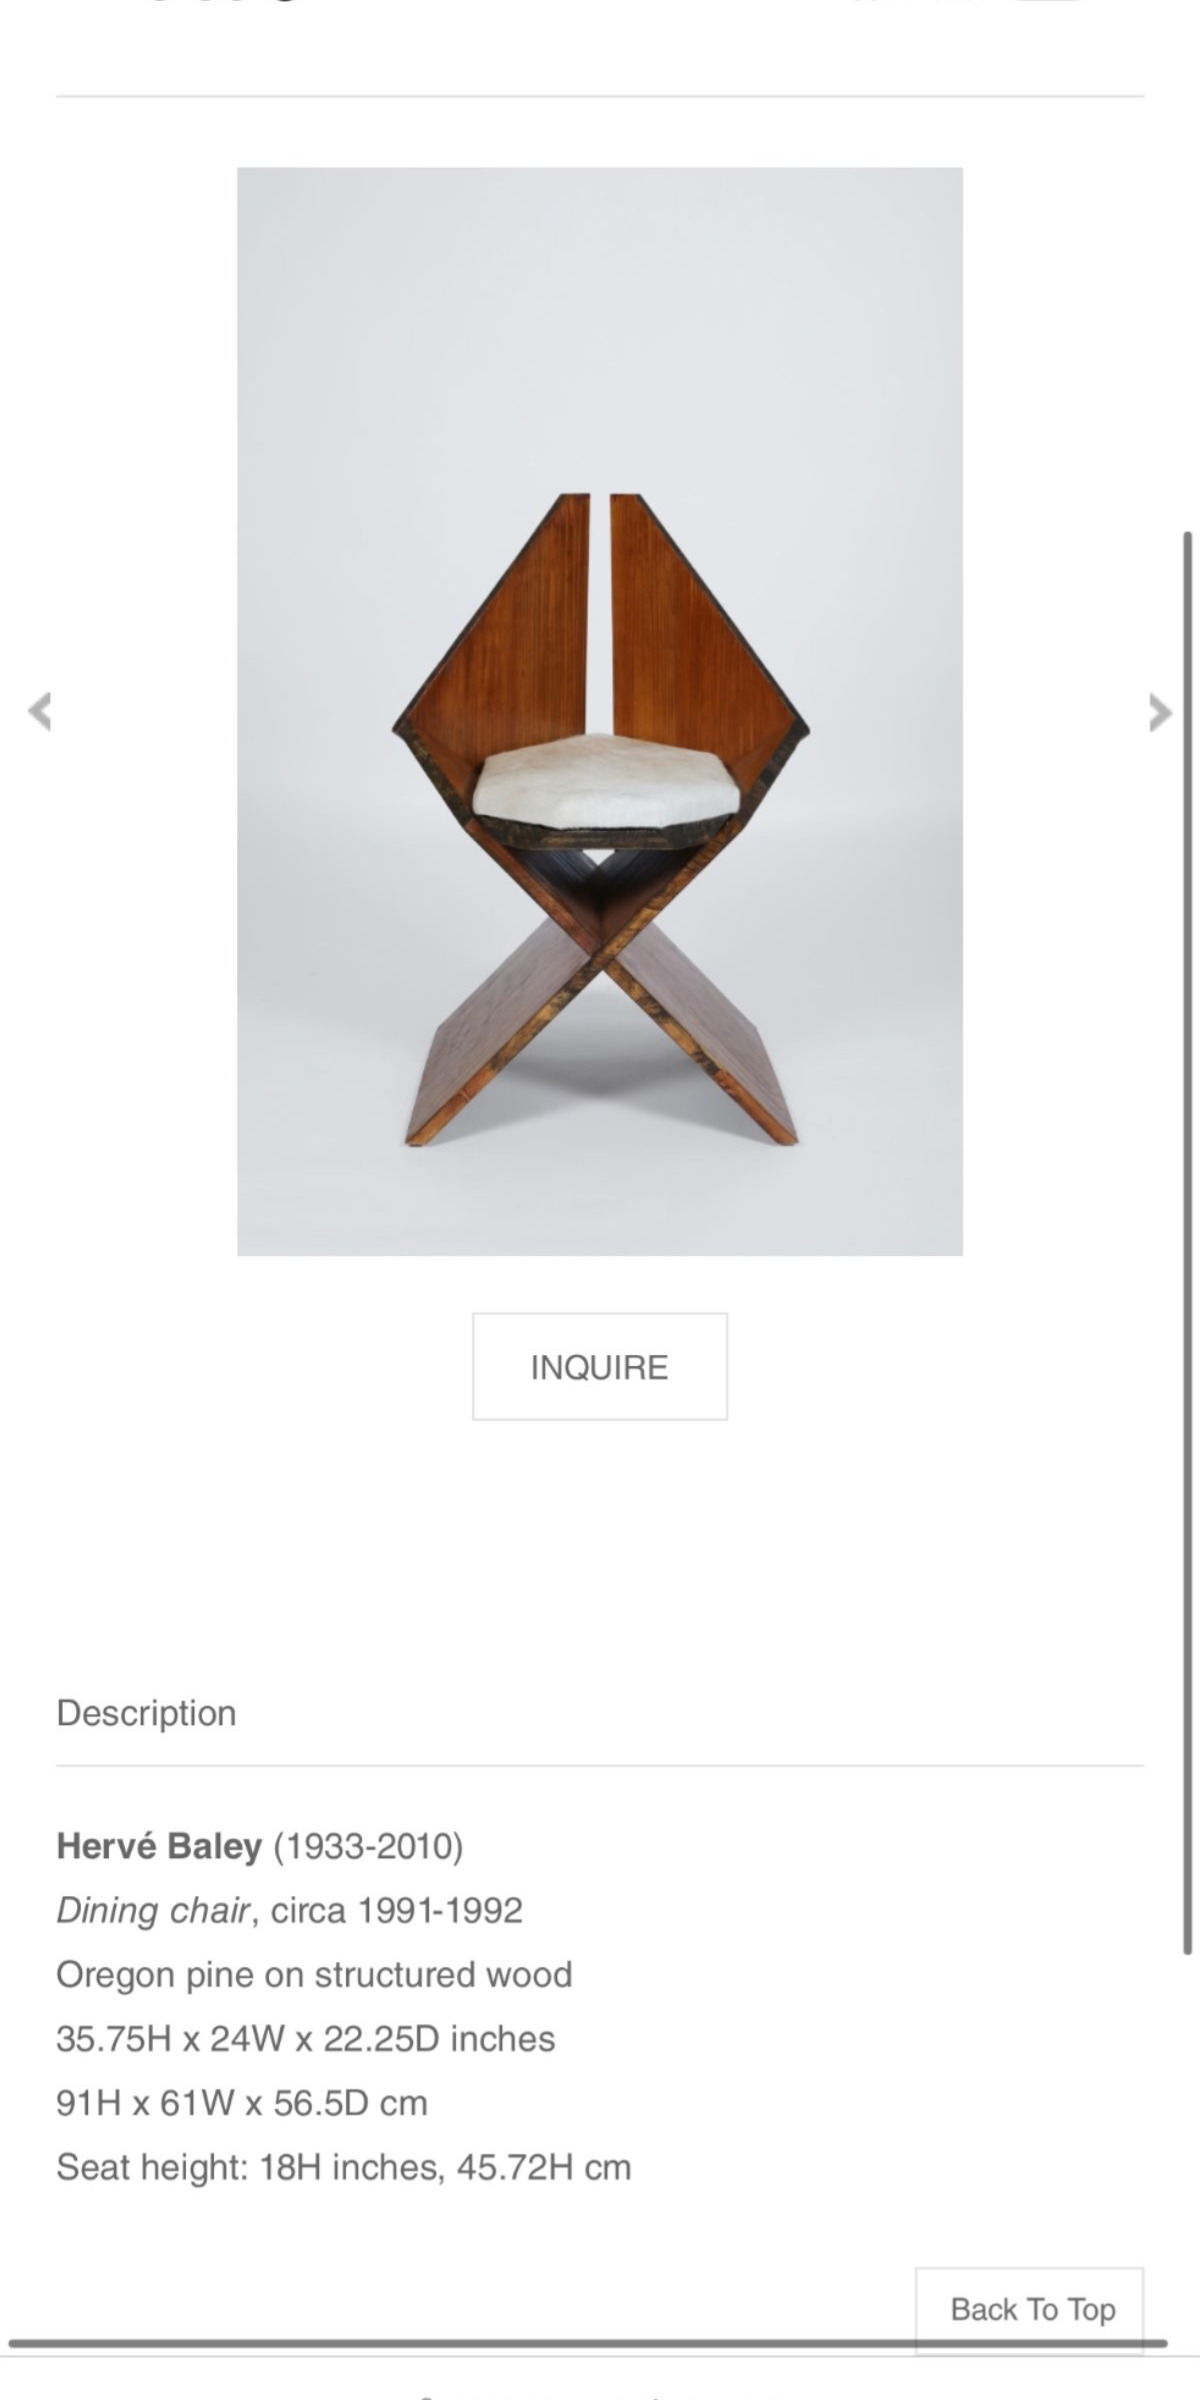 INQUIRE
Description
Hervé Baley (1933-2010)
Dining chair, circa 1991-1992
Oregon pine on structured wood
35.75H x 24W x 22.25D inches
91H x 61W x 56.5D cm
Seat height: 18H inches, 45.72H cm
Back To Top